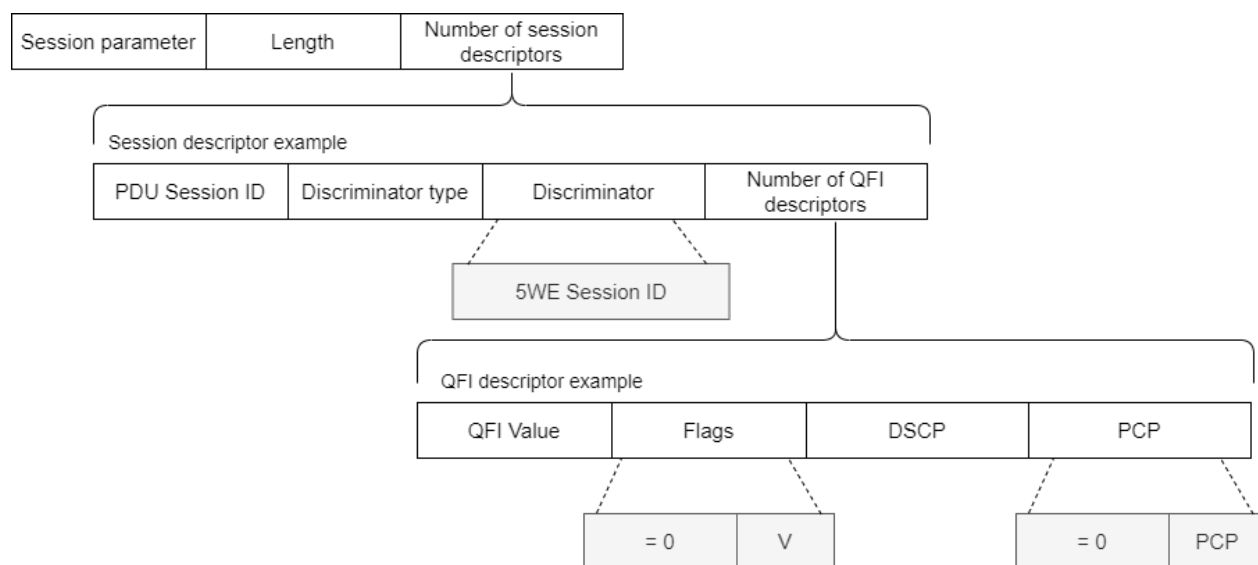 Session parameter
Length
Number of session
descriptors
Session descriptor example
PDU Session ID
Discriminator type
Discriminator
Number of QFI
descriptors
5WE Session ID
QFI descriptor example
QFI Value
Flags
DSCP
PCP
= 0
V
= 0
PCP